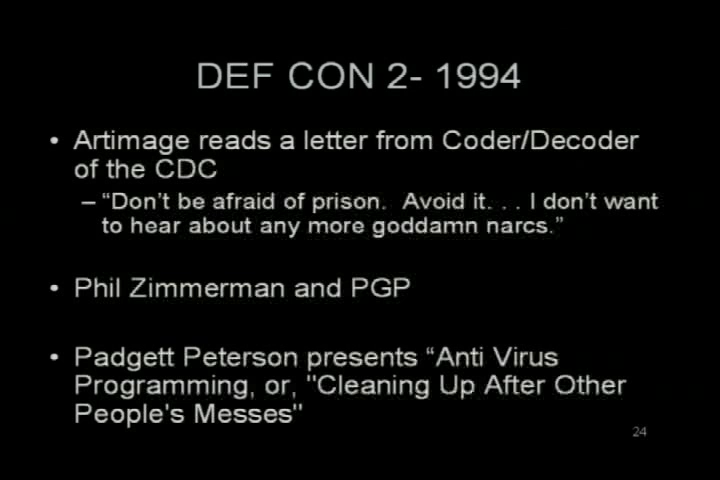 DEF CON 2- 1994
• Artimage reads a letter from Coder/Decoder
of the CDC
– “Don’t be afraid of prison.  Avoid it. . . I don’t want
to hear about any more goddamn narcs.”
• Phil Zimmerman and PGP
• Padgett Peterson presents “Anti Virus
Programming, or, "Cleaning Up After Other
People's Messes"
24